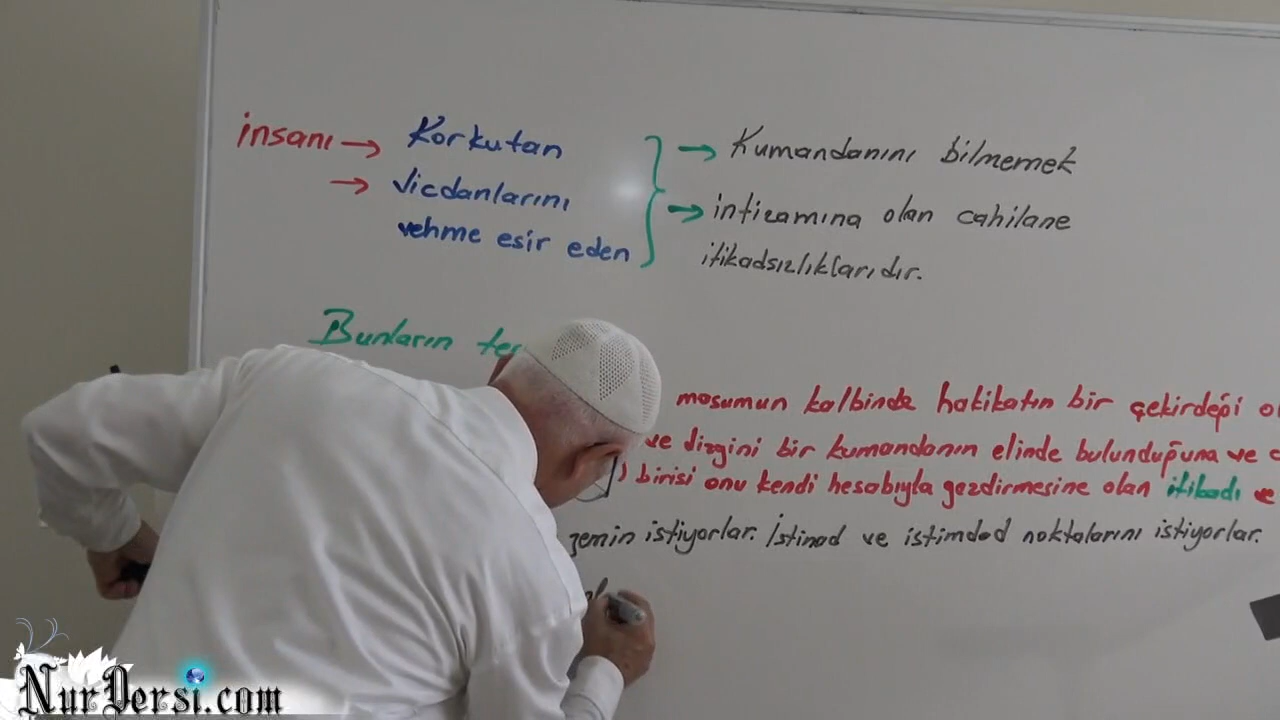 insanı → Korkutan
→ Vicdanlarını
vehme esir eden
→ Kumandanını bilmemek
→ intizamına olan cahilane
itikadsızlıklarıdır.
Bunların
masumun kalbinde hakikatın bir çekirdeği
ve dizgini bir kumandanın elinde bulunduğuna ve
birisi onu kendi hesabıyla gezdirmesine olan itikadı ve
zemin istiyorlar. İstinad ve istimdad noktalarını istiyorlar.
NurDersi.com